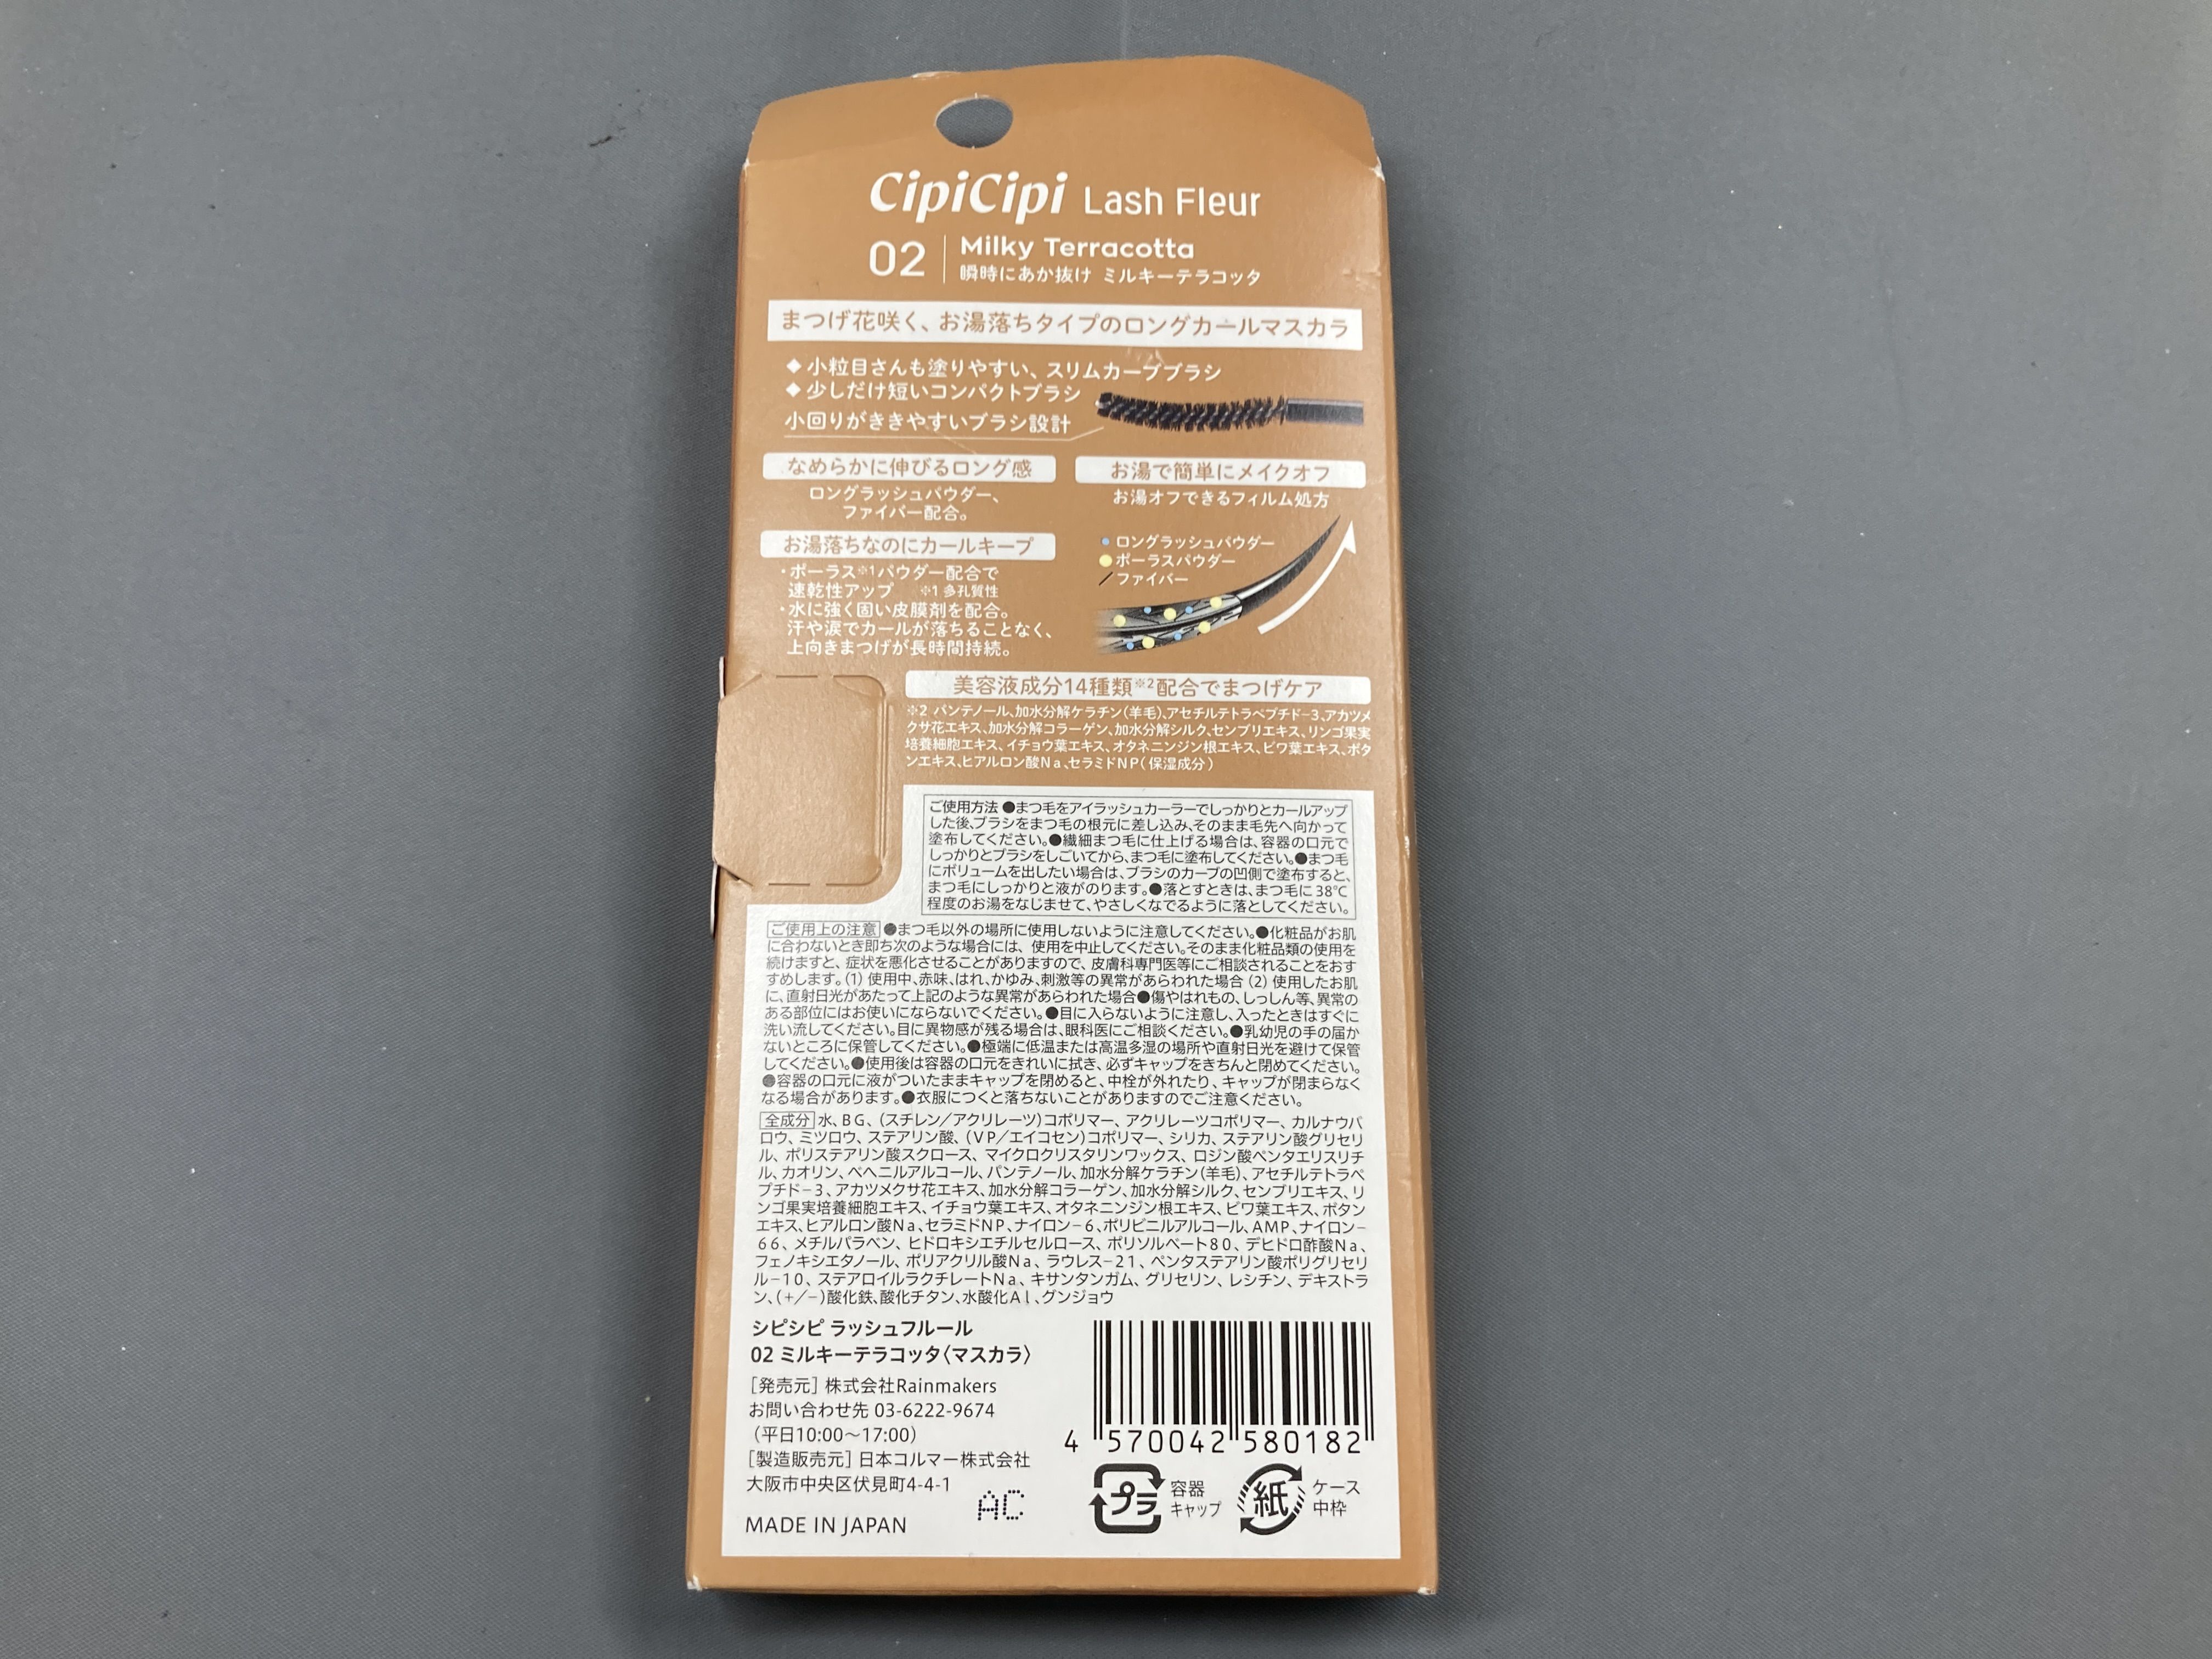 CipiCipi Lash Fleur
02 Milky Terracotta
瞬時にあか抜け ミルキーテラコッタ
まつげ花咲く、お湯落ちタイプのロングカールマスカラ
◆小粒目さんも塗りやすい、スリムカーブブラシ
◆少しだけ短いコンパクトブラシ
小回りがききやすいブラシ設計
なめらかに伸びるロング感
ロングラッシュパウダー、
ファイバー配合。
お湯落ちなのにカールキープ
・ポーラス※1パウダー配合で
速乾性アップ ※1 多孔質性
・水に強く固い皮膜剤を配合。
汗や涙でカールが落ちることなく、
上向きまつげが長時間持続。
お湯で簡単にメイクオフ
お湯オフできるフィルム処方
ロングラッシュパウダー
ポーラスパウダー
ファイバー
美容液成分14種類※2配合でまつげケア
※2 パンテノール、加水分解ケラチン(羊毛)、アセチルテトラペプチド-3、アカツメ
クサ花エキス、加水分解コラーゲン、加水分解シルク、センブリエキス、リンゴ果実
培養細胞エキス、イチョウ葉エキス、オタネニンジン根エキス、ビワ葉エキス、ボタ
ンエキス、ヒアルロン酸Na、セラミドNP(保湿成分)
ご使用方法 ●まつ毛をアイラッシュカーラーでしっかりとカールアップ
した後、ブラシをまつ毛の根元に差し込み、そのまま毛先へ向かって
塗布してください。●繊細まつ毛に仕上げる場合は、容器の口元で
しっかりとブラシをしごいてから、まつ毛に塗布してください。●まつ毛
にボリュームを出したい場合は、ブラシのカーブの凹側で塗布すると、
まつ毛にしっかりと液がのります。●落とすときは、まつ毛に38℃
程度のお湯をなじませて、やさしくなでるように落としてください。
ご使用上の注意 ●まつ毛以外の場所に使用しないように注意してください。●化粧品がお肌
に合わないとき即ち次のような場合には、使用を中止してください。そのまま化粧品類の使用を
続けますと、症状を悪化させることがありますので、皮膚科専門医等にご相談されることをおす
すめします。(1) 使用中、赤味、はれ、かゆみ、刺激等の異常があらわれた場合 (2) 使用したお肌
に、直射日光があたって上記のような異常があらわれた場合●傷やはれもの、しっしん等、異常の
ある部位にはお使いにならないでください。●目に入らないように注意し、入ったときはすぐに
洗い流してください。目に異物感が残る場合は、眼科医にご相談ください。●乳幼児の手の届か
ないところに保管してください。●極端に低温または高温多湿の場所や直射日光を避けて保管
してください。●使用後は容器の口元をきれいに拭き、必ずキャップをきちんと閉めてください。
●容器の口元に液がついたままキャップを閉めると、中栓が外れたり、キャップが閉まらなく
なる場合があります。●衣服につくと落ちないことがありますのでご注意ください。
全成分 水、BG、(スチレン/アクリレーツ)コポリマー、アクリレーツコポリマー、カルナウバ
ロウ、ミツロウ、ステアリン酸、(VP/エイコセン)コポリマー、シリカ、ステアリン酸グリセリ
ル、ポリステアリン酸スクロース、マイクロクリスタリンワックス、ロジン酸ペンタエリスリチ
ル、カオリン、ベヘニルアルコール、パンテノール、加水分解ケラチン(羊毛)、アセチルテトラペ
プチド-3、アカツメクサ花エキス、加水分解コラーゲン、加水分解シルク、センブリエキス、リ
ンゴ果実培養細胞エキス、イチョウ葉エキス、オタネニンジン根エキス、ビワ葉エキス、ボタン
エキス、ヒアルロン酸Na、セラミドNP、ナイロン-6、ポリビニルアルコール、AMP、ナイロン-
66、メチルパラベン、ヒドロキシエチルセルロース、ポリソルベート80、デヒドロ酢酸Na、
フェノキシエタノール、ポリアクリル酸Na、ラウレス-21、ペンタステアリン酸ポリグリセリ
ル-10、ステアロイルラクチレートNa、キサンタンガム、グリセリン、レシチン、デキストラ
ン、(+/-)酸化鉄、酸化チタン、水酸化Al、グンジョウ
シピシピ ラッシュフルール
02 ミルキーテラコッタ〈マスカラ〉
[発売元] 株式会社Rainmakers
お問い合わせ先 03-6222-9674
(平日10:00～17:00)
[製造販売元] 日本コルマー株式会社
大阪市中央区伏見町4-4-1
MADE IN JAPAN
AC
4 570042 580182
プラ 容器
キャップ
紙 ケース
中枠